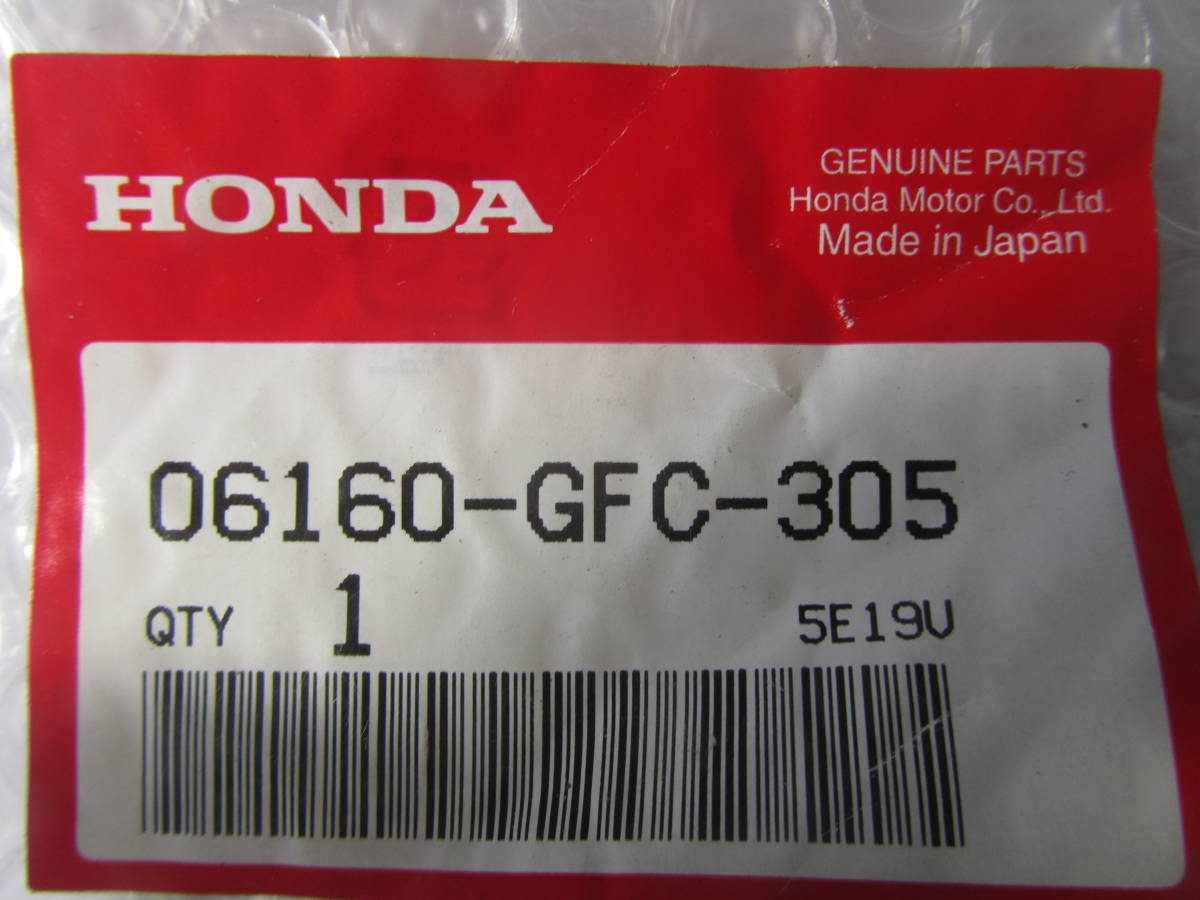 HONDA
GENUINE PARTS
Honda Motor Co., Ltd.
Made in Japan
06160-GFC-305
QTY 1 5E19V